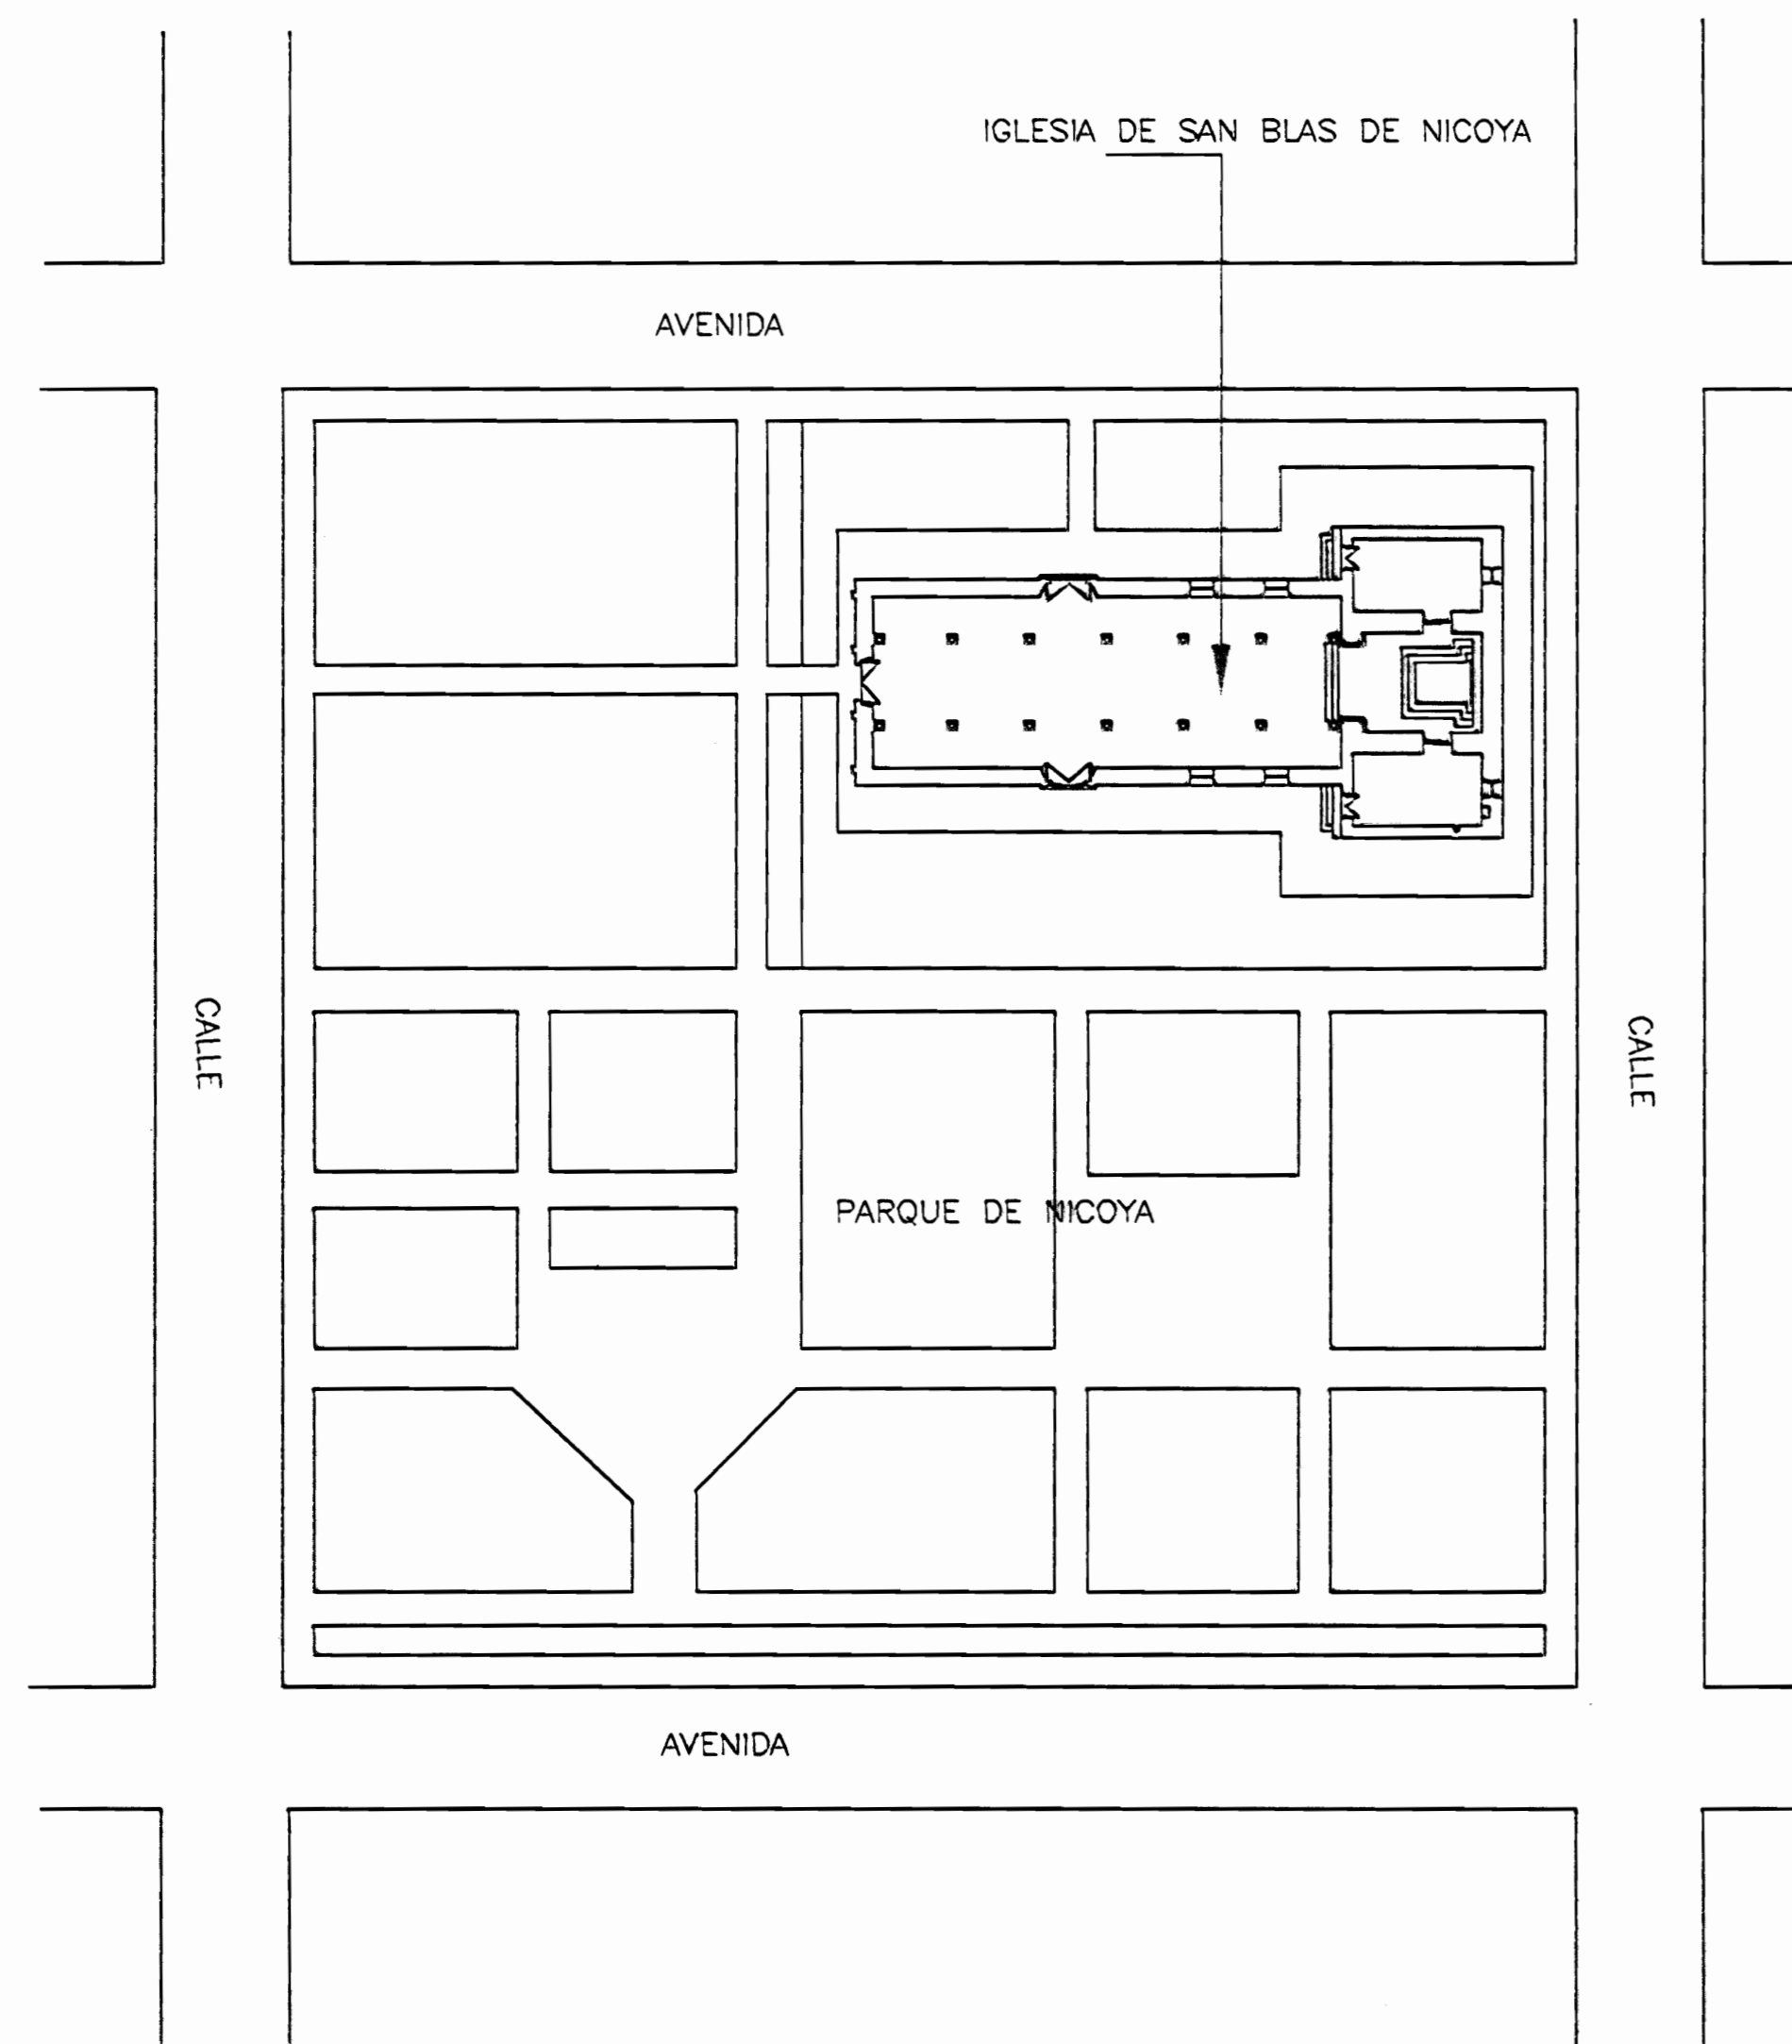 IGLESIA DE SAN BLAS DE NICOYA
AVENIDA
CALLE
CALLE
PARQUE DE NICOYA
AVENIDA